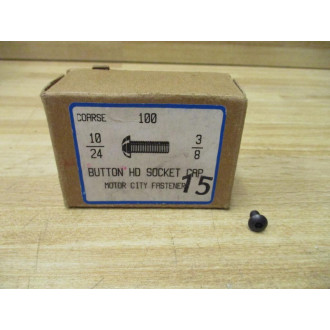 COARSE 100
10/24 3/8
BUTTON HD SOCKET CAP
MOTOR CITY FASTENER
15